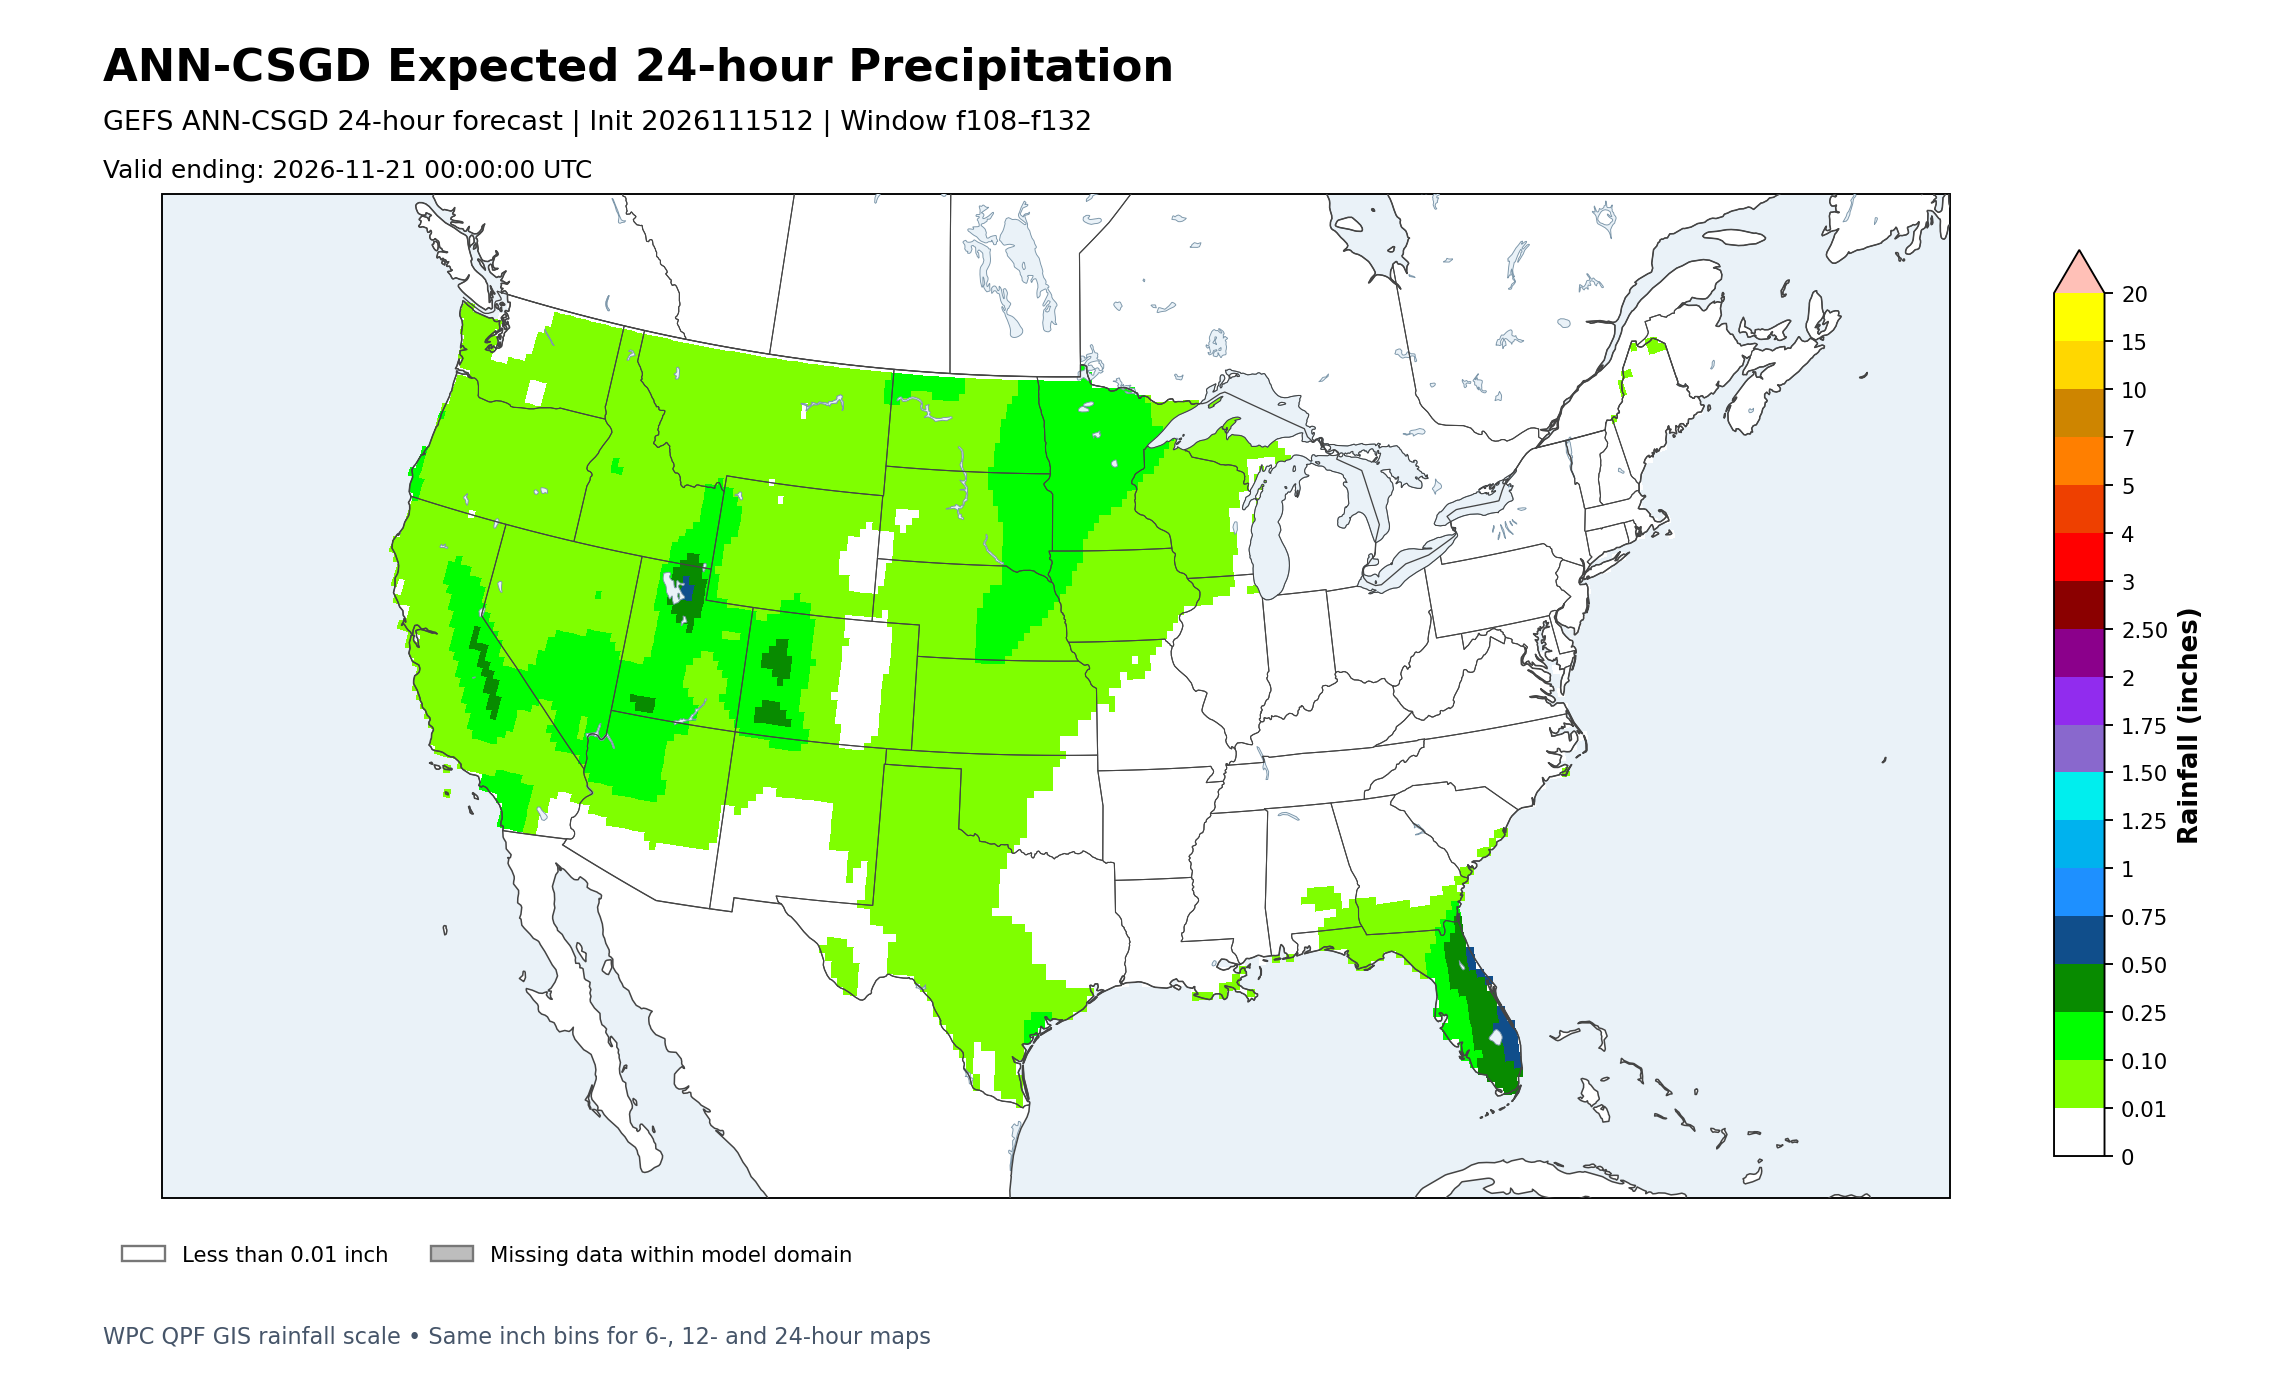 ANN-CSGD Expected 24-hour Precipitation
GEFS ANN-CSGD 24-hour forecast | Init 2026111512 | Window f108–f132
Valid ending: 2026-11-21 00:00:00 UTC
20
15
10
7
5
4
3
2.50
2
1.75
1.50
1.25
1
0.75
0.50
0.25
0.10
0.01
0
Rainfall (inches)
Less than 0.01 inch
Missing data within model domain
WPC QPF GIS rainfall scale • Same inch bins for 6-, 12- and 24-hour maps